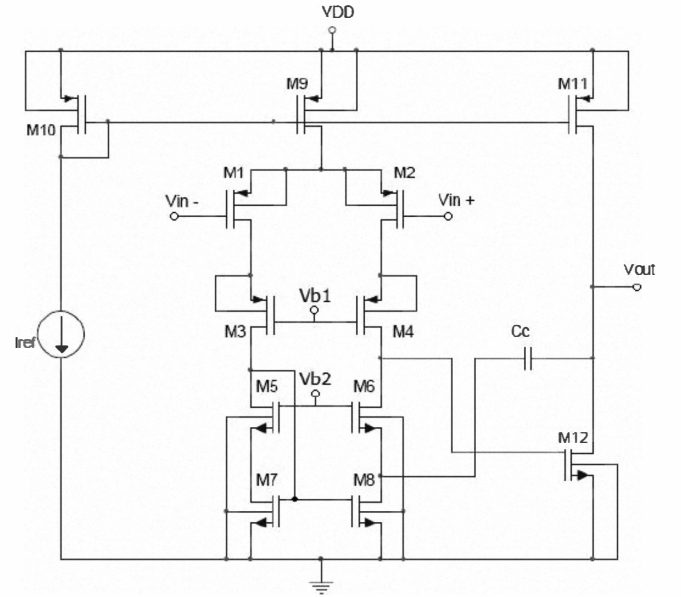 VDD
M10
M9
M11
M1
M2
Vin -
Vin +
Vout
Iref
M3
Vb1
M4
Cc
M5
Vb2
M6
M12
M7
M8